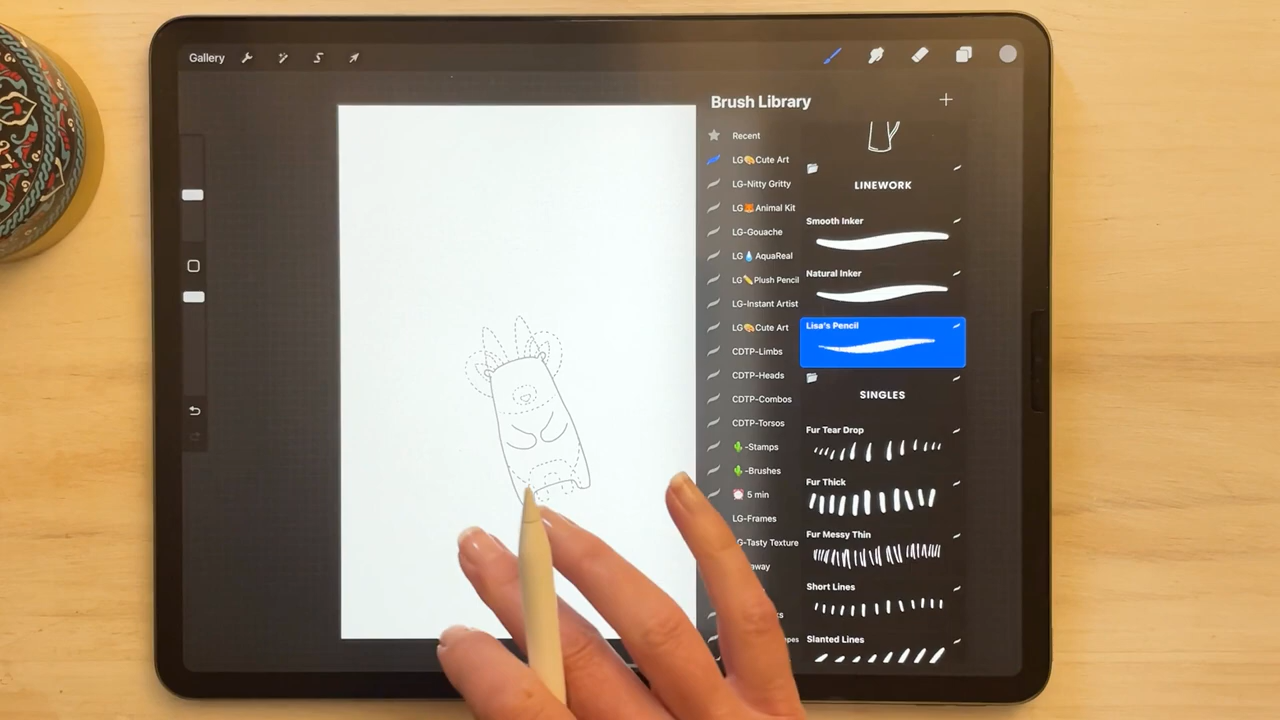 Gallery
Brush Library
Recent
LG🎨Cute Art
LG-Nitty Gritty
LG🦊Animal Kit
LG-Gouache
LG💧AquaReal
LG✏️Plush Pencil
LG-Instant Artist
LG🎨Cute Art
CDTP-Limbs
CDTP-Heads
CDTP-Combos
CDTP-Torsos
🌵-Stamps
🌵-Brushes
⏰ 5 min
LG-Frames
G-Tasty Texture
away
LINEWORK
Smooth Inker
Natural Inker
Lisa's Pencil
SINGLES
Fur Tear Drop
Fur Thick
Fur Messy Thin
Short Lines
Slanted Lines